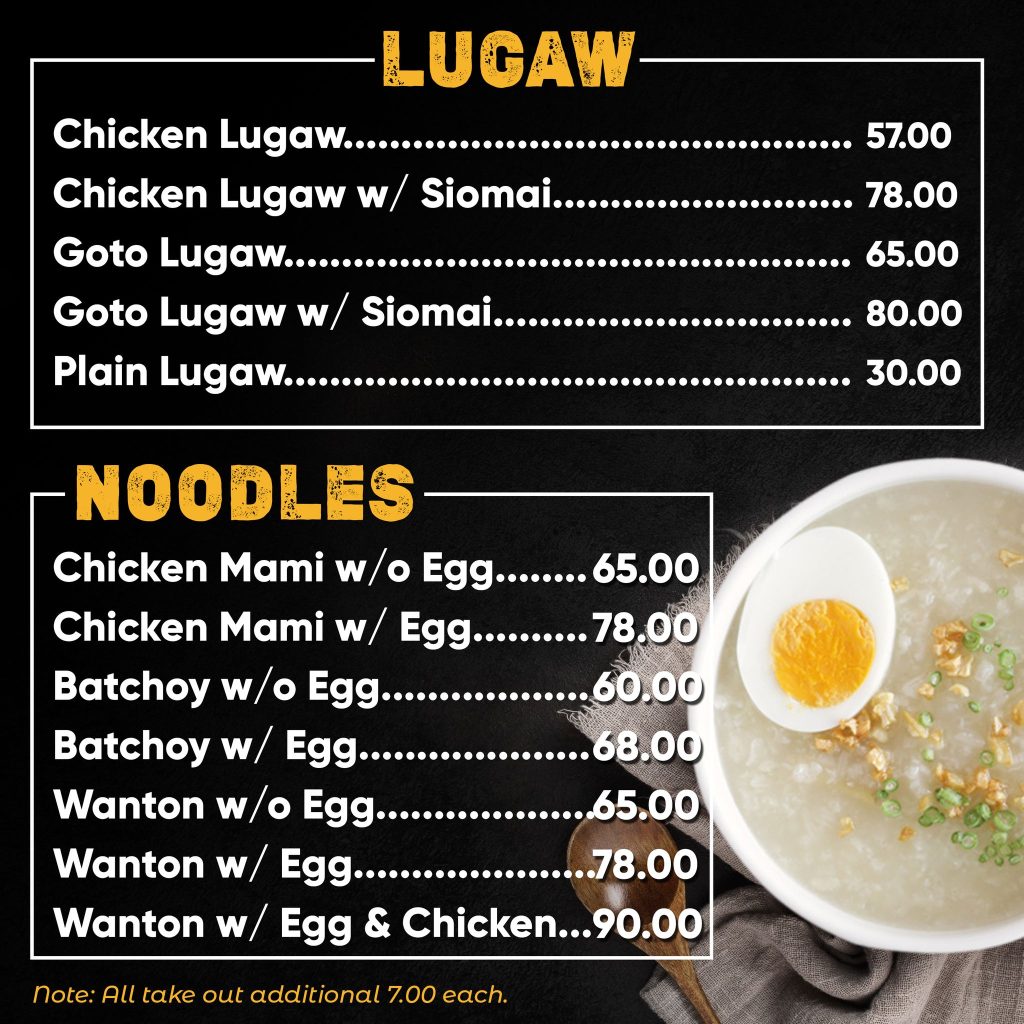 LUGAW
Chicken Lugaw............................................ 57.00
Chicken Lugaw w/ Siomai.......................... 78.00
Goto Lugaw................................................. 65.00
Goto Lugaw w/ Siomai............................... 80.00
Plain Lugaw................................................. 30.00
NOODLES
Chicken Mami w/o Egg........ 65.00
Chicken Mami w/ Egg.......... 78.00
Batchoy w/o Egg..................60.00
Batchoy w/ Egg....................68.00
Wanton w/o Egg...................65.00
Wanton w/ Egg.....................78.00
Wanton w/ Egg & Chicken...90.00
Note: All take out additional 7.00 each.